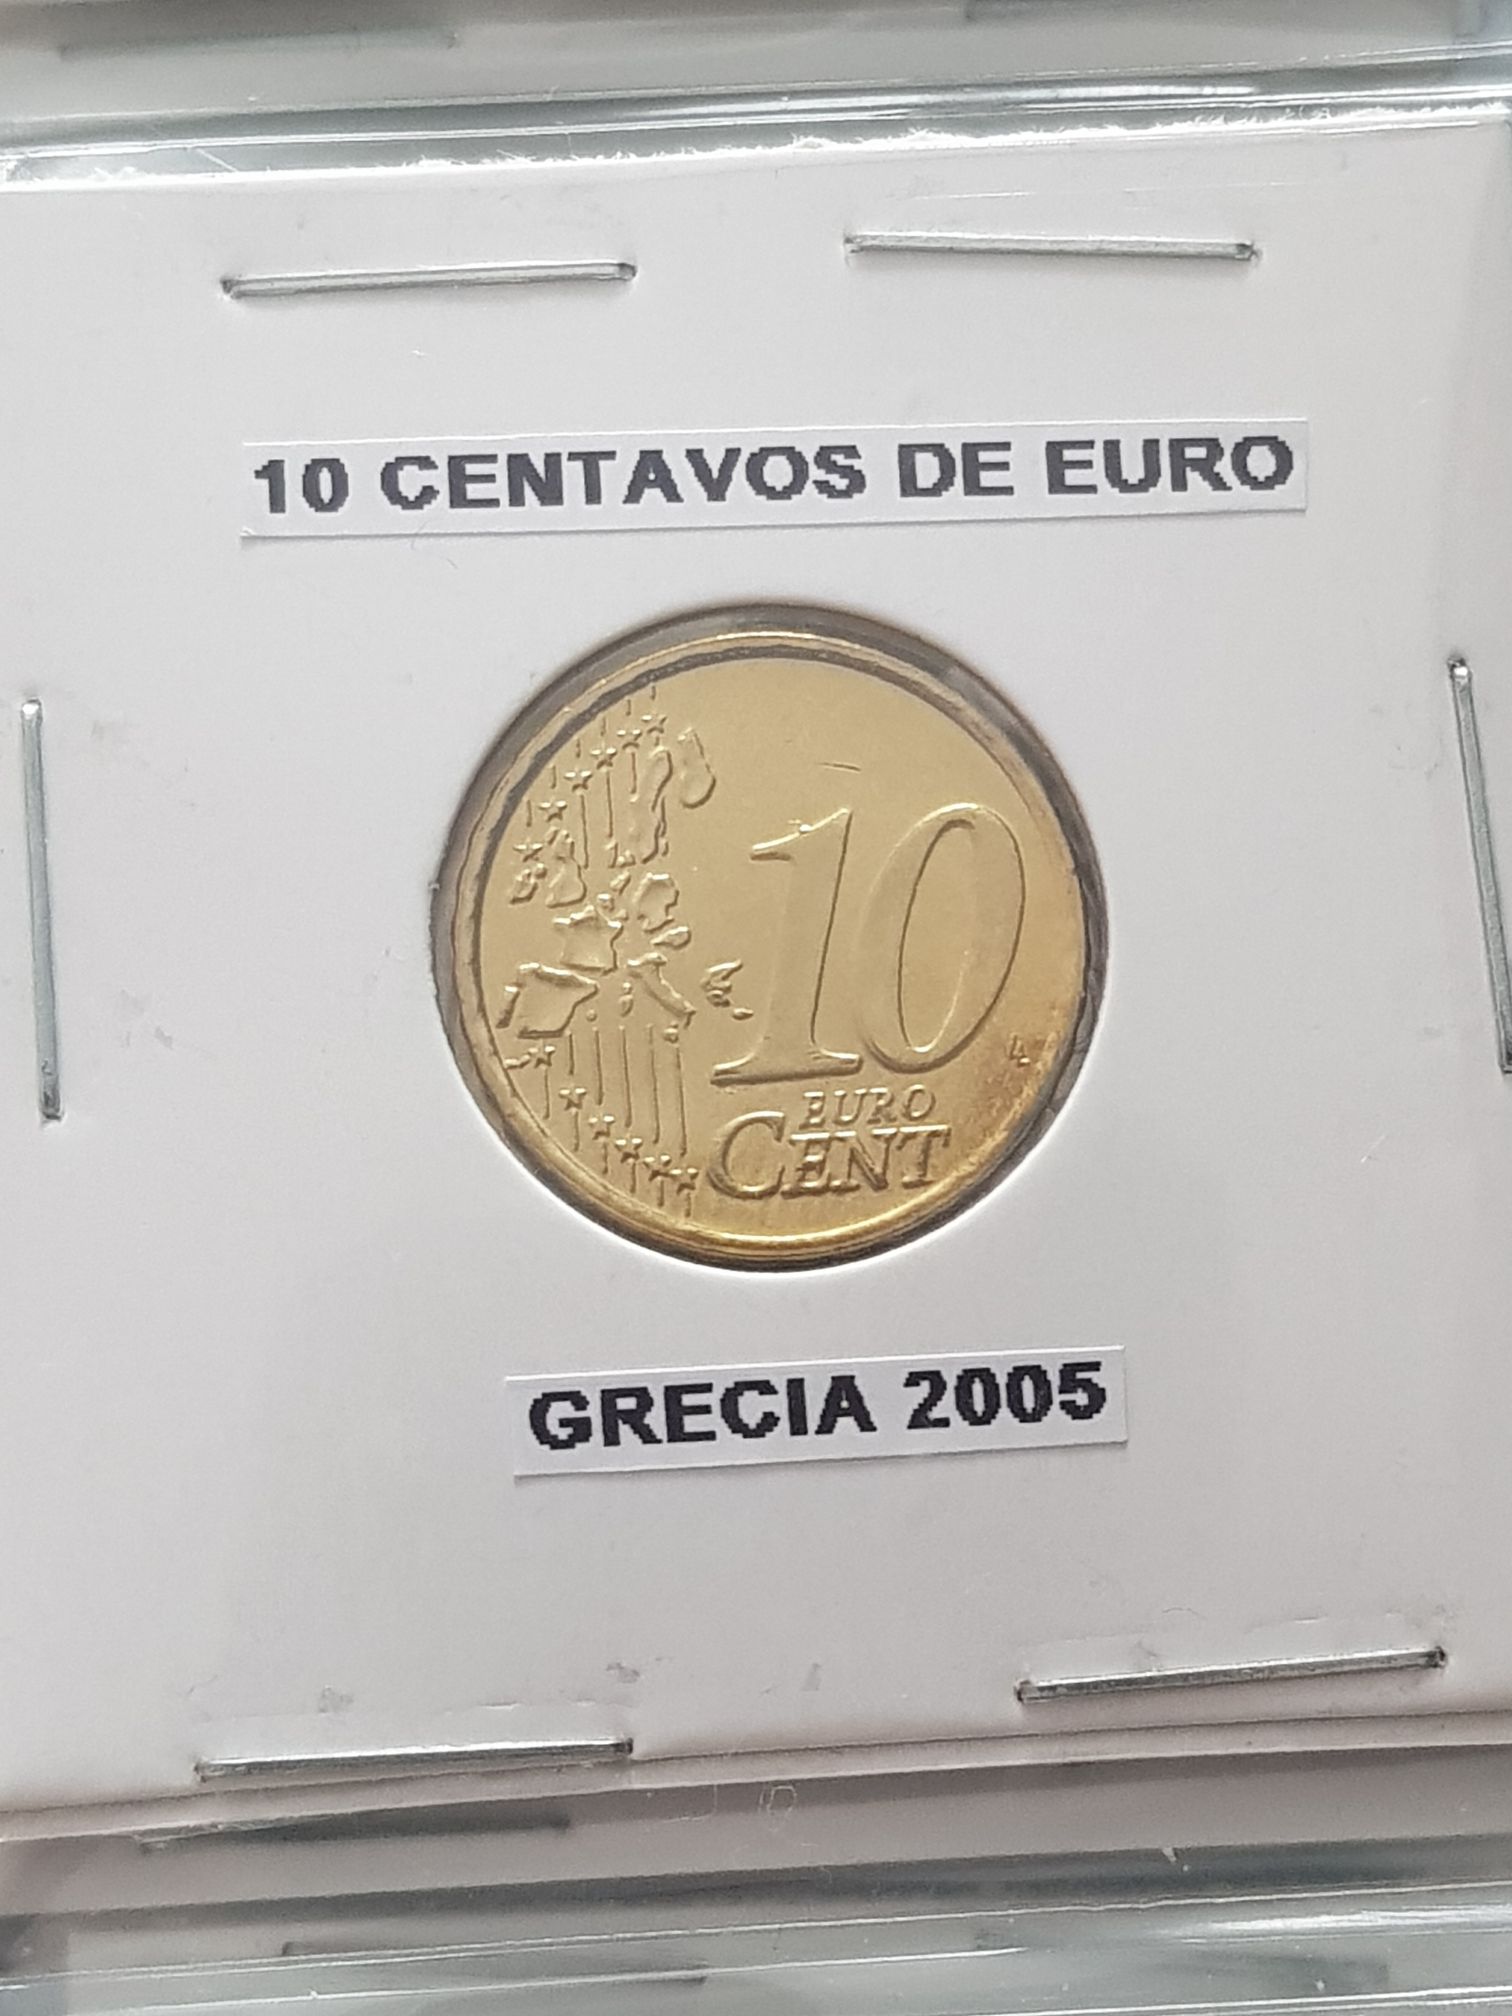 10 CENTAVOS DE EURO
10
EURO
CENT
GRECIA 2005